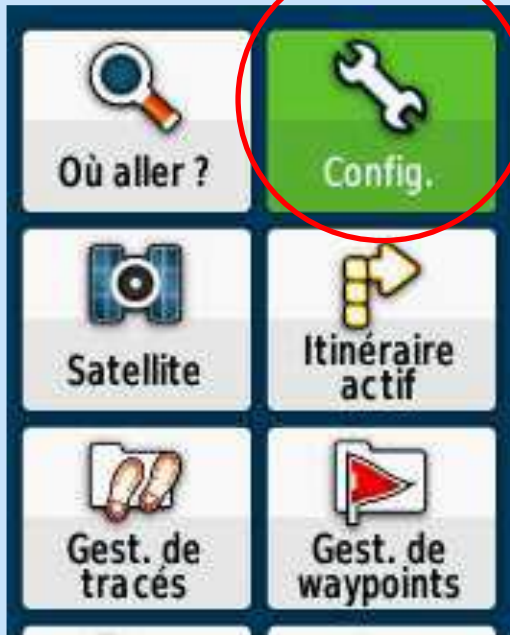 Où aller ?
Config.
Satellite
Itinéraire
actif
Gest. de
tracés
Gest. de
waypoints